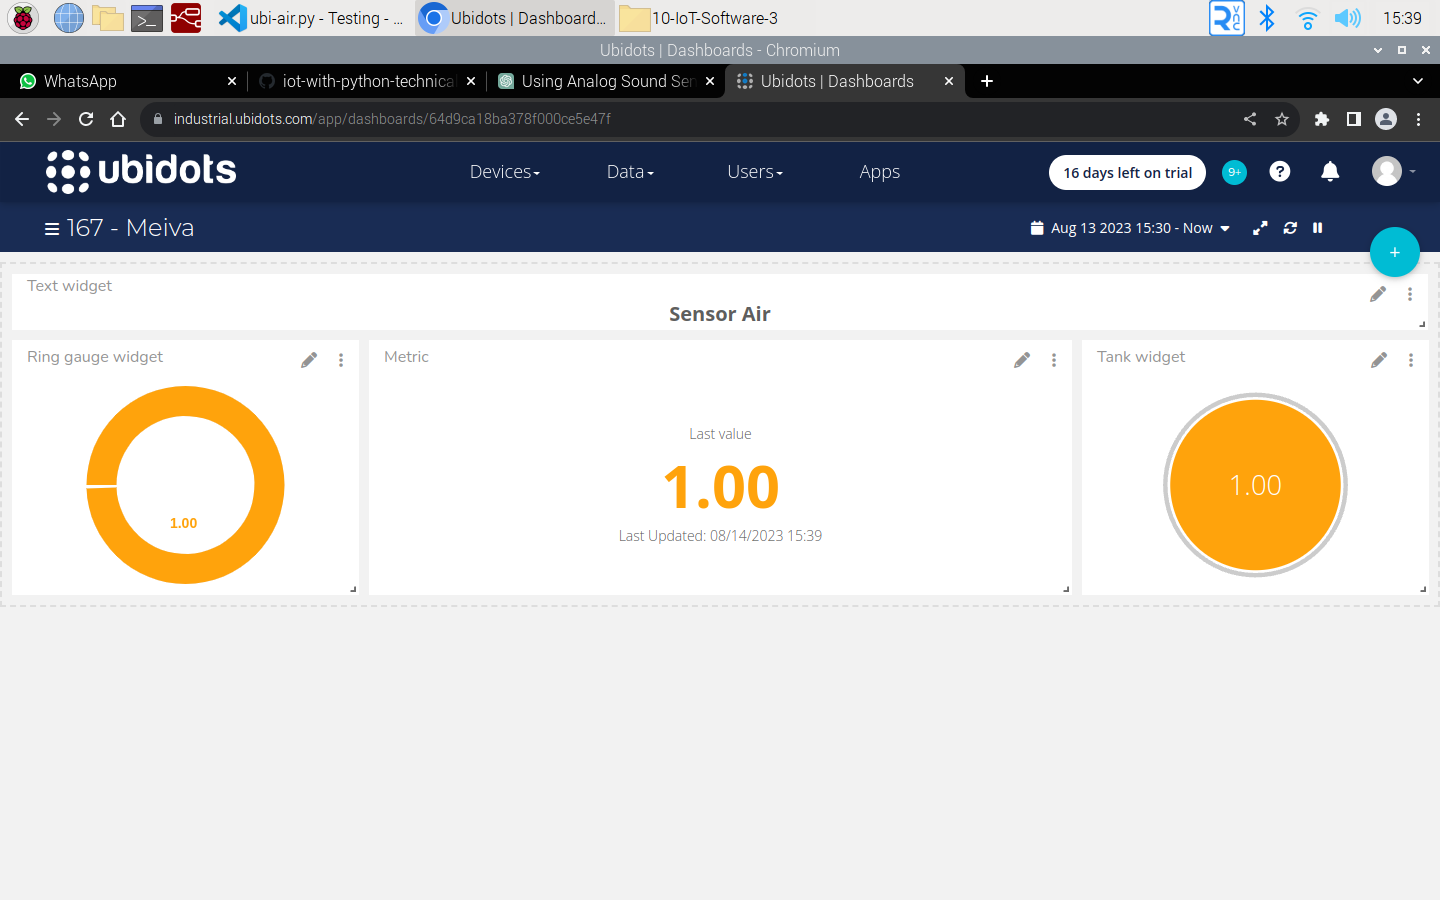 ubi-air.py - Testing - ...
Ubidots | Dashboard...
10-IoT-Software-3
15:39
Ubidots | Dashboards - Chromium
WhatsApp
iot-with-python-technical
Using Analog Sound Sen
Ubidots | Dashboards
industrial.ubidots.com/app/dashboards/64d9ca18ba378f000ce5e47f
ubidots
Devices
Data
Users
Apps
16 days left on trial
9+
167 - Meiva
Aug 13 2023 15:30 - Now
Text widget
Sensor Air
Ring gauge widget
1.00
Metric
Last value
1.00
Last Updated: 08/14/2023 15:39
Tank widget
1.00